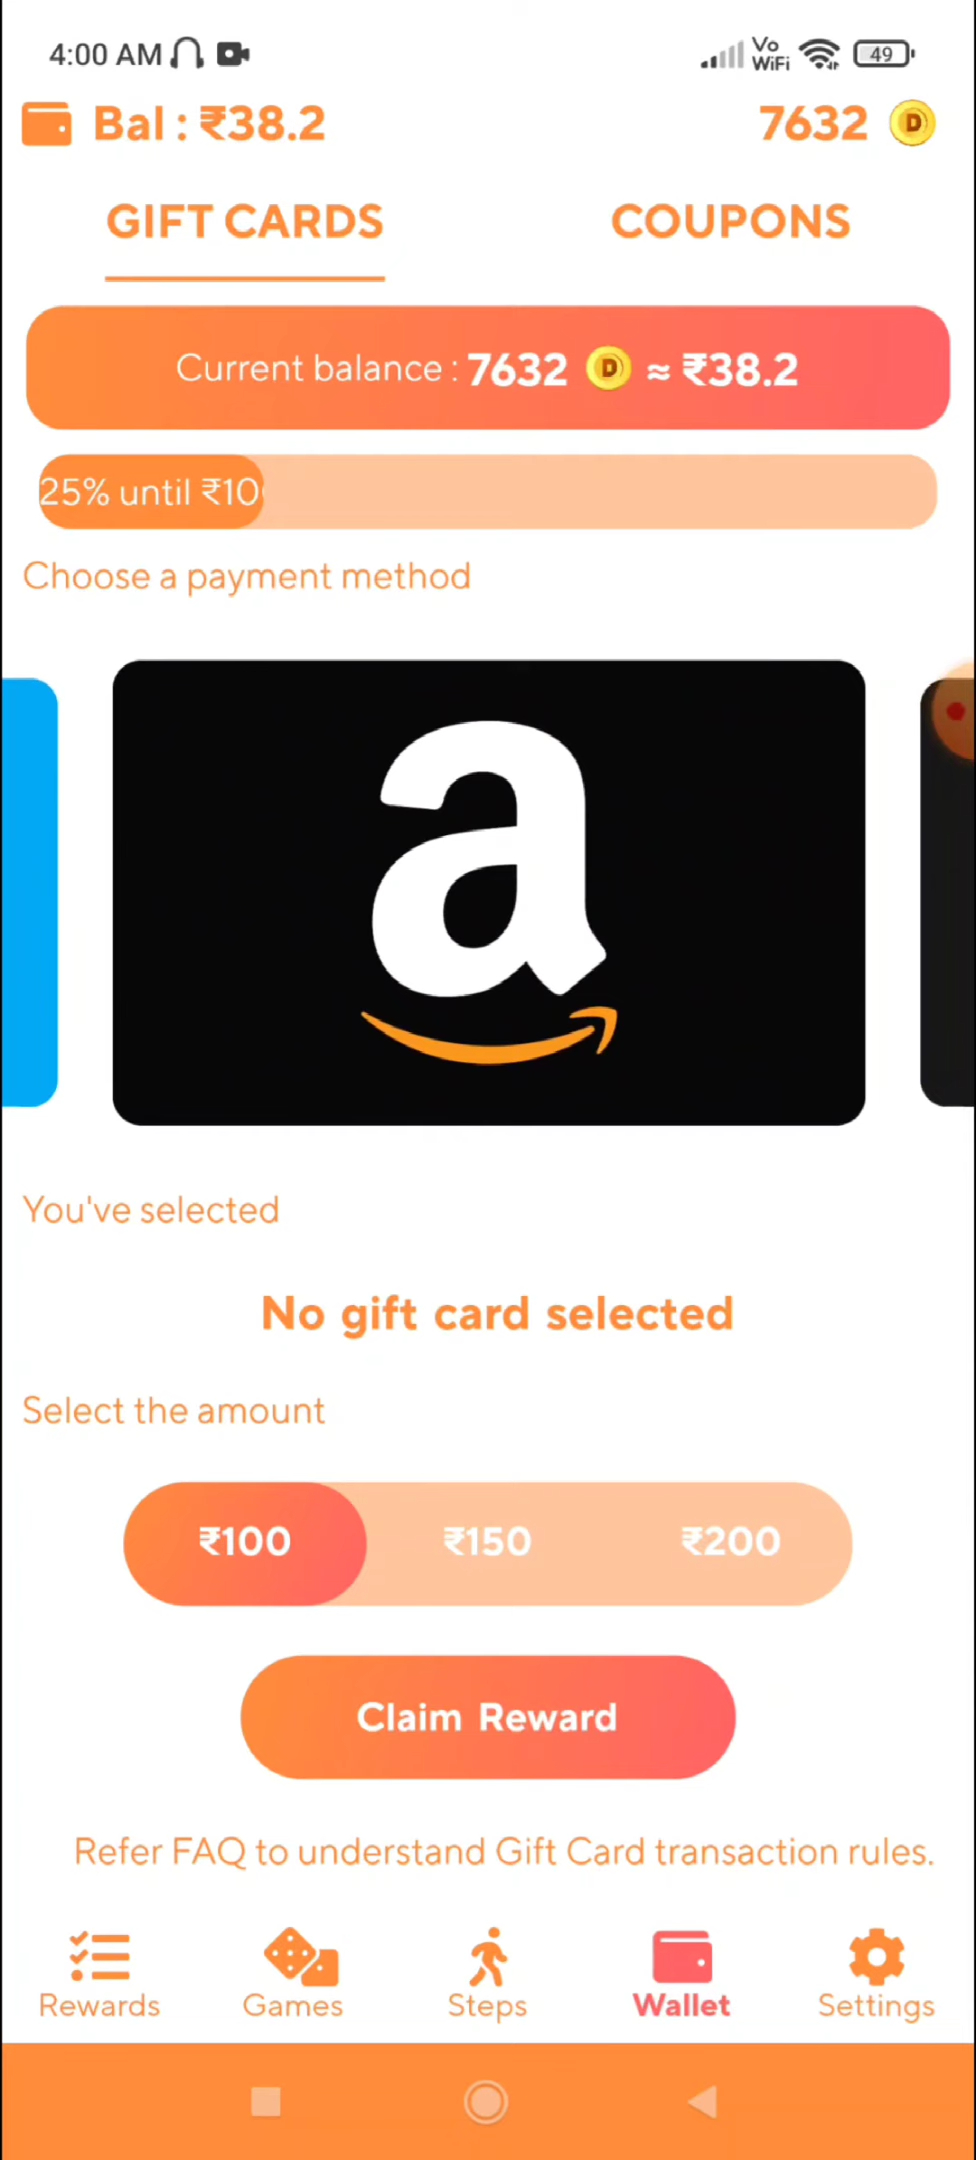 4:00 AM Vo WiFi 49
Bal : ₹38.2 7632 D
GIFT CARDS COUPONS
Current balance : 7632 D ≈ ₹38.2
25% until ₹10
Choose a payment method
a
You've selected
No gift card selected
Select the amount
₹100 ₹150 ₹200
Claim Reward
Refer FAQ to understand Gift Card transaction rules.
Rewards Games Steps Wallet Settings